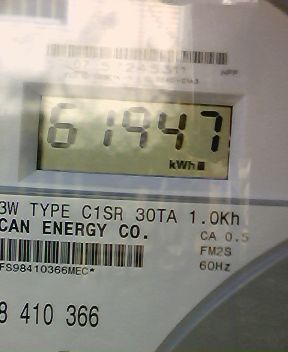 61947
kWh
3W TYPE C1SR 30TA 1.0Kh
CAN ENERGY CO.
CA 0.5
FM2S
FS98410366MEC*
60Hz
8 410 366